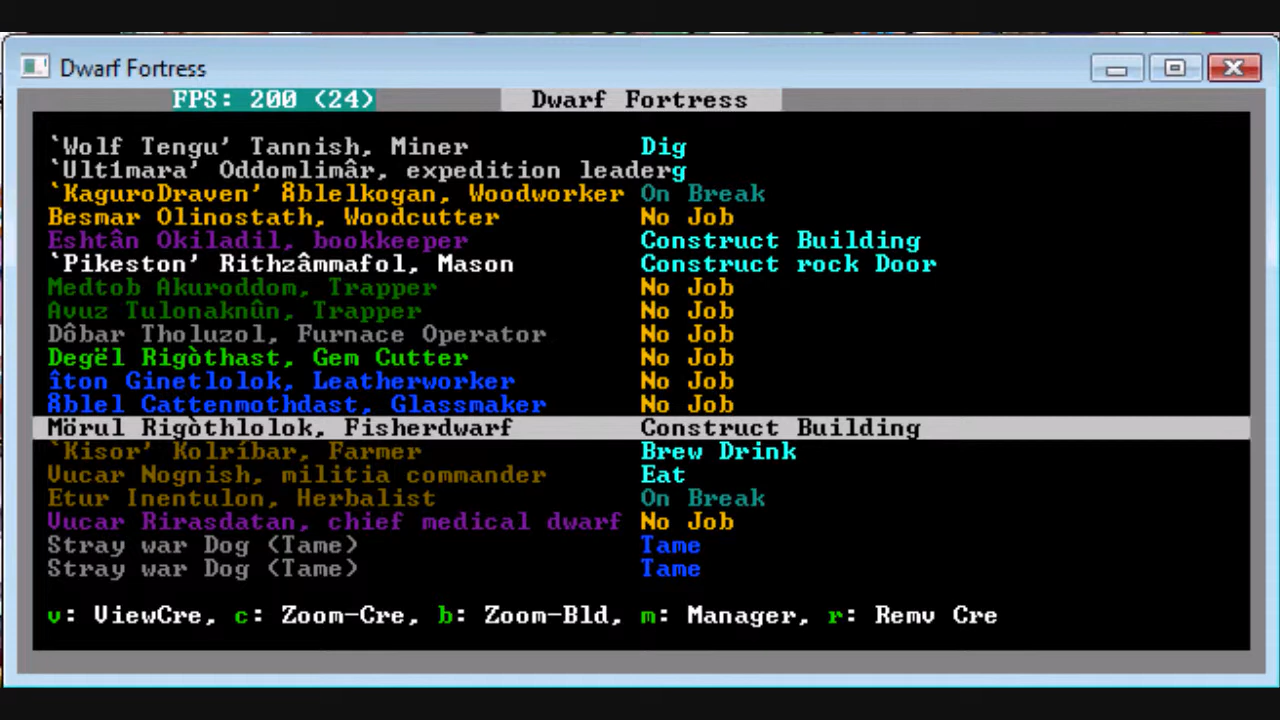 Dwarf Fortress
FPS: 200 (24) Dwarf Fortress
`Wolf Tengu' Tannish, Miner Dig
`Ult1mara' Oddomlimâr, expedition leaderg
`KaguroDraven' Åblelkogan, Woodworker On Break
Besmar Olinostath, Woodcutter No Job
Eshtân Okiladil, bookkeeper Construct Building
`Pikeston' Rithzâmmafol, Mason Construct rock Door
Medtob Akuroddom, Trapper No Job
Avuz Tulonaknûn, Trapper No Job
Dôbar Tholuzol, Furnace Operator No Job
Degël Rigòthast, Gem Cutter No Job
îton Ginetlolok, Leatherworker No Job
Åblel Cattenmothdast, Glassmaker No Job
Mörul Rigòthlolok, Fisherdwarf Construct Building
`Kisor' Kolríbar, Farmer Brew Drink
Vucar Nognish, militia commander Eat
Etur Inentulon, Herbalist On Break
Vucar Rirasdatan, chief medical dwarf No Job
Stray war Dog (Tame) Tame
Stray war Dog (Tame) Tame
v: ViewCre, c: Zoom-Cre, b: Zoom-Bld, m: Manager, r: Remv Cre